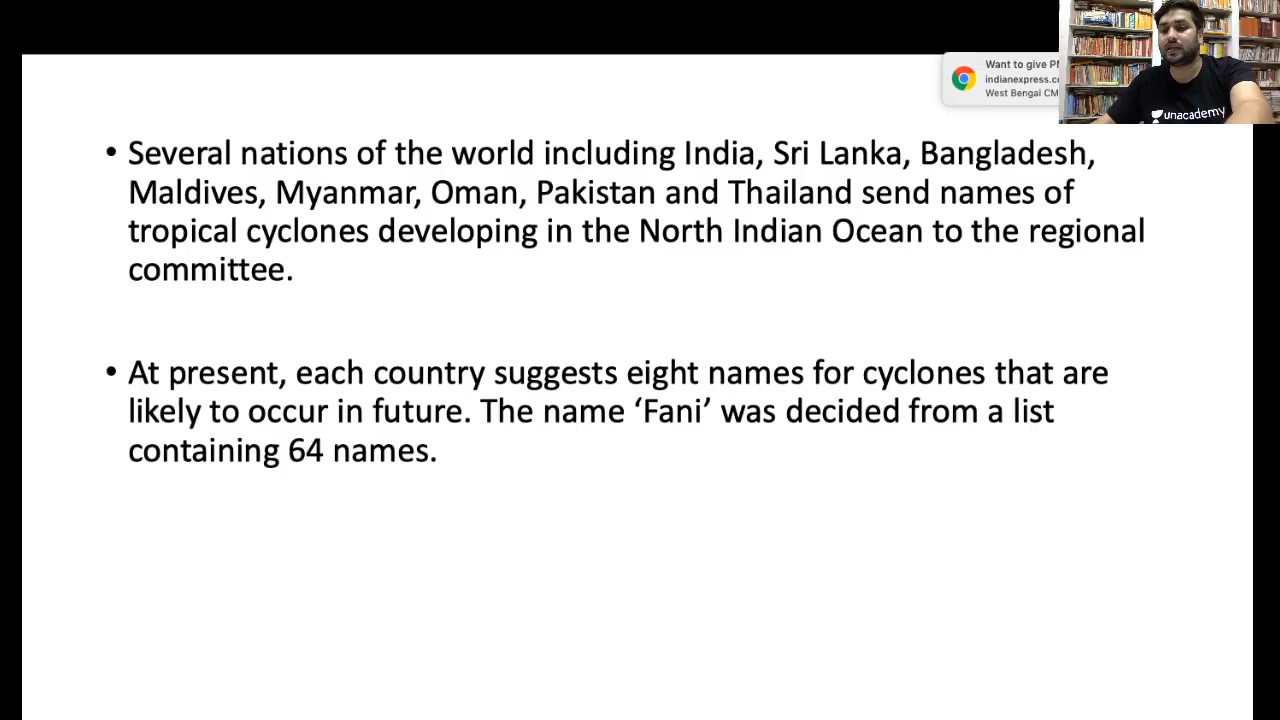 Want to give PM
indianexpress.co
West Bengal CM
unacademy
• Several nations of the world including India, Sri Lanka, Bangladesh,
Maldives, Myanmar, Oman, Pakistan and Thailand send names of
tropical cyclones developing in the North Indian Ocean to the regional
committee.
• At present, each country suggests eight names for cyclones that are
likely to occur in future. The name ‘Fani’ was decided from a list
containing 64 names.